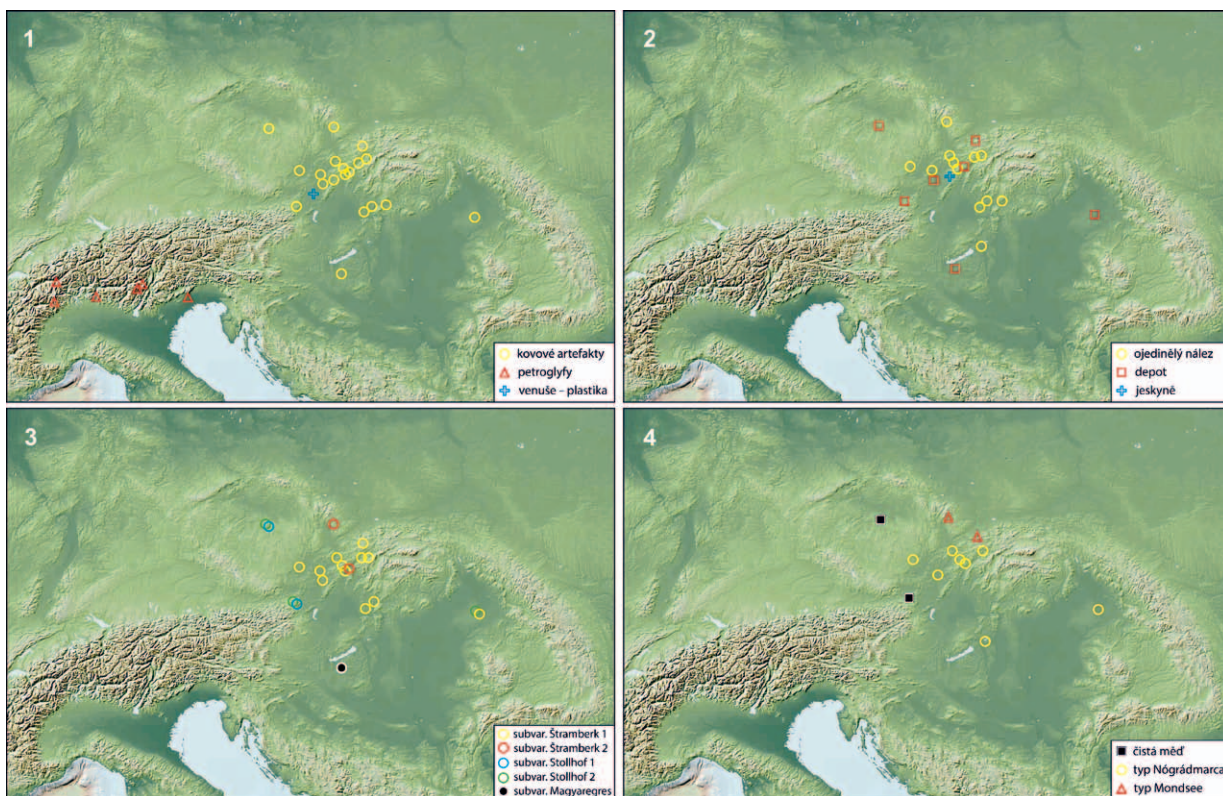 1
kovové artefakty
petroglyfy
venuše – plastika
2
ojedinělý nález
depot
jeskyně
3
subvar. Štramberk 1
subvar. Štramberk 2
subvar. Stollhof 1
subvar. Stollhof 2
subvar. Magyaregres
4
čistá měď
typ Nógrádmarcal
typ Mondsee